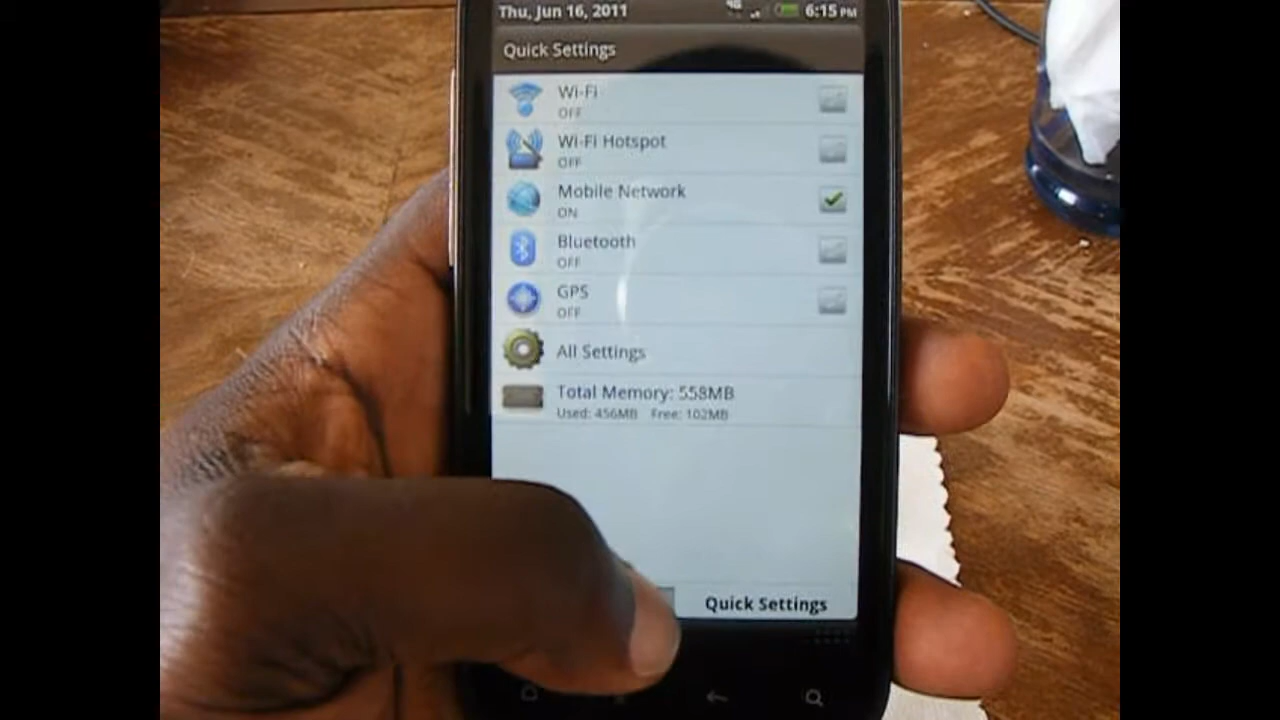 Thu, Jun 16, 2011 4G 6:15 PM
Quick Settings
Wi-Fi
OFF
Wi-Fi Hotspot
OFF
Mobile Network
ON
Bluetooth
OFF
GPS
OFF
All Settings
Total Memory: 558MB
Used: 456MB Free: 102MB
Quick Settings